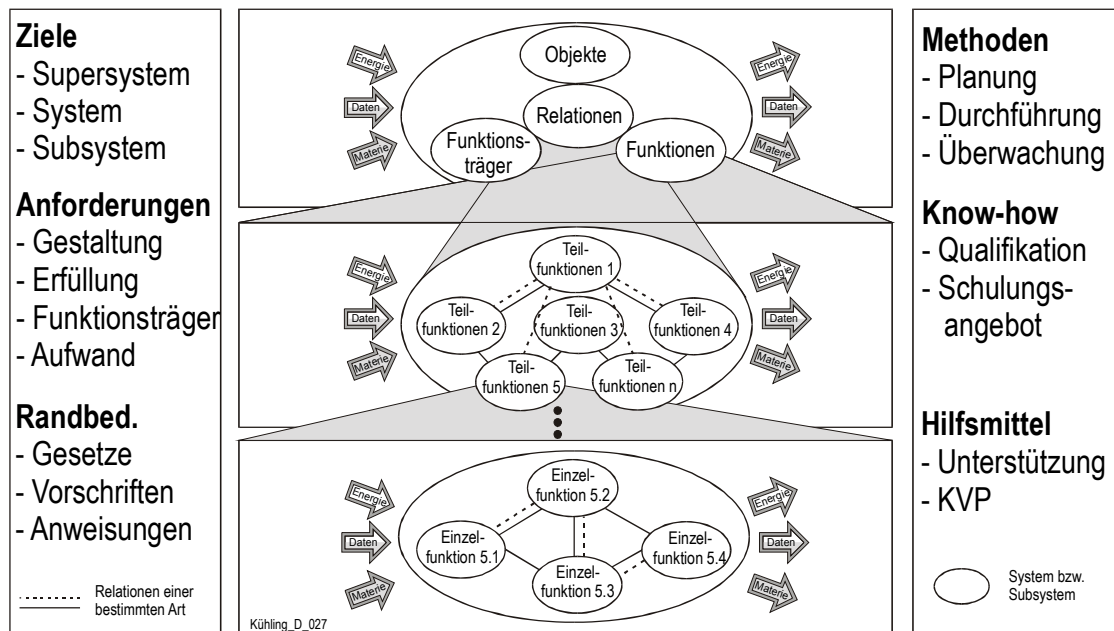 Ziele
- Supersystem
- System
- Subsystem
Anforderungen
- Gestaltung
- Erfüllung
- Funktionsträger
- Aufwand
Randbed.
- Gesetze
- Vorschriften
- Anweisungen
Relationen einer
bestimmten Art
Energie
Daten
Materie
Objekte
Relationen
Funktions-
träger
Funktionen
Energie
Daten
Materie
Energie
Daten
Materie
Teil-
funktionen 1
Teil-
funktionen 2
Teil-
funktionen 3
Teil-
funktionen 4
Teil-
funktionen 5
Teil-
funktionen n
Energie
Daten
Materie
Energie
Daten
Materie
Einzel-
funktion 5.2
Einzel-
funktion 5.1
Einzel-
funktion 5.4
Einzel-
funktion 5.3
Energie
Daten
Materie
Kühling_D_027
Methoden
- Planung
- Durchführung
- Überwachung
Know-how
- Qualifikation
- Schulungs-
angebot
Hilfsmittel
- Unterstützung
- KVP
System bzw.
Subsystem